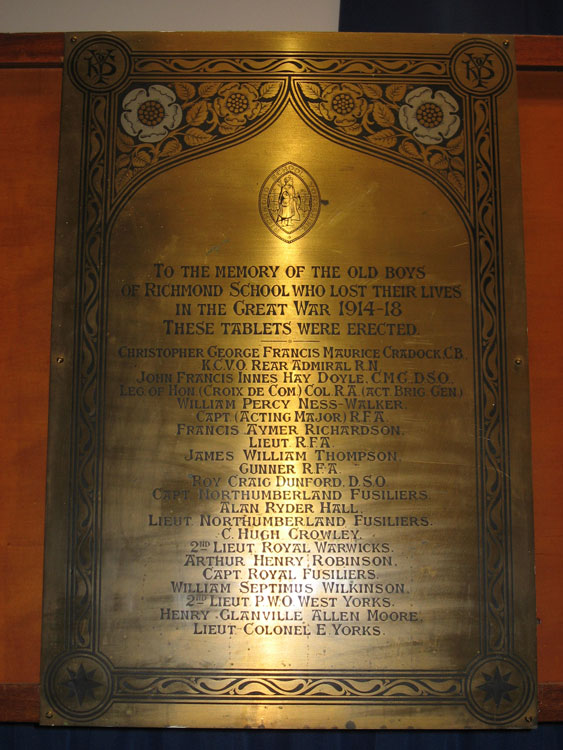 TO THE MEMORY OF THE OLD BOYS
OF RICHMOND SCHOOL WHO LOST THEIR LIVES
IN THE GREAT WAR 1914-18
THESE TABLETS WERE ERECTED.
CHRISTOPHER GEORGE FRANCIS MAURICE CRADOCK, C.B.,
K.C.V.O. REAR ADMIRAL R.N.
JOHN FRANCIS INNES HAY DOYLE, C.M.G., D.S.O.,
LEG. OF HON. (CROIX DE COM) COL. R.A. (ACT BRIG. GEN.)
WILLIAM PERCY NESS-WALKER,
CAPT (ACTING MAJOR) R.F.A.
FRANCIS AYMER RICHARDSON,
LIEUT. R.F.A.
JAMES WILLIAM THOMPSON,
GUNNER R.F.A.
ROY CRAIG DUNFORD, D.S.O.
CAPT. NORTHUMBERLAND FUSILIERS.
ALAN RYDER HALL,
LIEUT. NORTHUMBERLAND FUSILIERS.
C. HUGH CROWLEY,
2ND LIEUT ROYAL WARWICKS.
ARTHUR HENRY ROBINSON,
CAPT ROYAL FUSILIERS.
WILLIAM SEPTIMUS WILKINSON,
2ND LIEUT. P.W.O. WEST YORKS.
HENRY GLANVILLE ALLEN MOORE,
LIEUT-COLONEL E. YORKS.